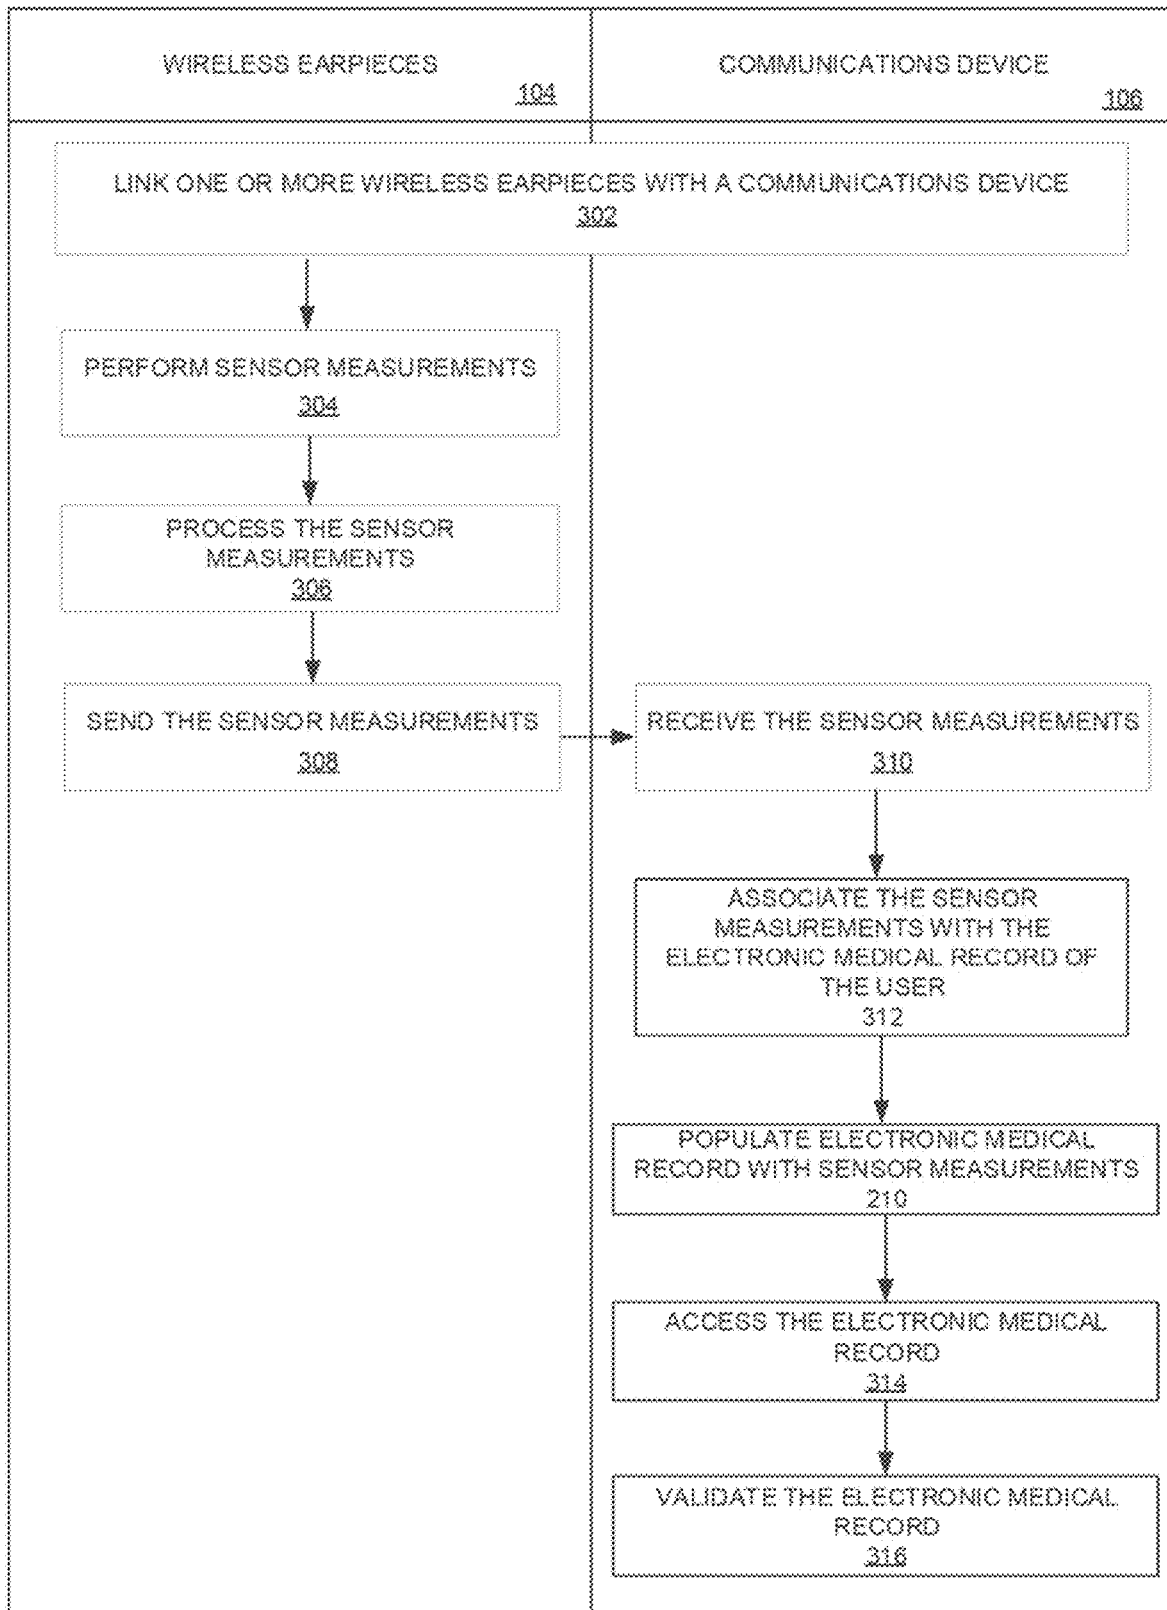 WIRELESS EARPIECES
104
COMMUNICATIONS DEVICE
106
LINK ONE OR MORE WIRELESS EARPIECES WITH A COMMUNICATIONS DEVICE
302
PERFORM SENSOR MEASUREMENTS
304
PROCESS THE SENSOR
MEASUREMENTS
306
SEND THE SENSOR MEASUREMENTS
308
RECEIVE THE SENSOR MEASUREMENTS
310
ASSOCIATE THE SENSOR
MEASUREMENTS WITH THE
ELECTRONIC MEDICAL RECORD OF
THE USER
312
POPULATE ELECTRONIC MEDICAL
RECORD WITH SENSOR MEASUREMENTS
210
ACCESS THE ELECTRONIC MEDICAL
RECORD
314
VALIDATE THE ELECTRONIC MEDICAL
RECORD
316